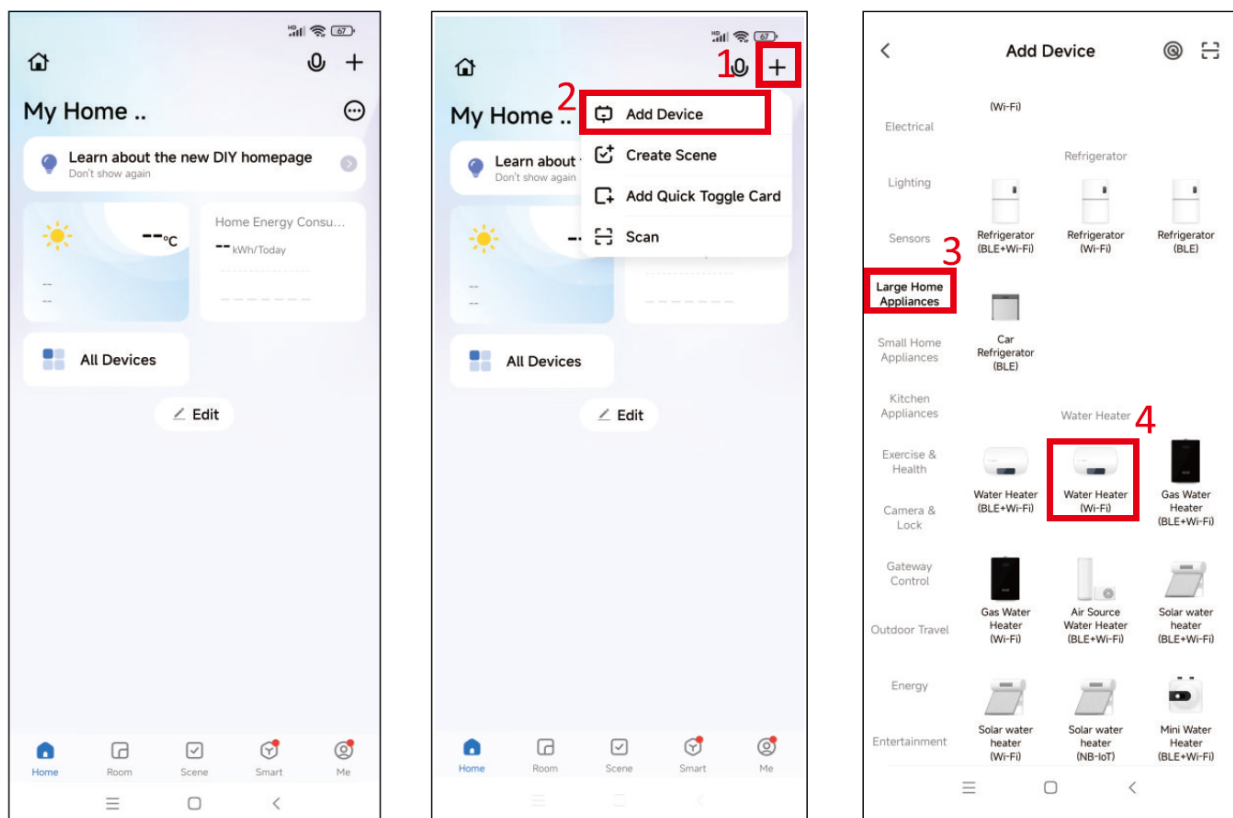 HD
67
My Home ..
Learn about the new DIY homepage
Don't show again
--°C
--
--
Home Energy Consu...
-- kWh/Today
All Devices
Edit
Home
Room
Scene
Smart
Me
HD
67
1
2
My Home ..
Add Device
Create Scene
Add Quick Toggle Card
Scan
Learn about
Don't show again
--
--
--
All Devices
Edit
Home
Room
Scene
Smart
Me
Add Device
Electrical
Lighting
Sensors
3
Large Home
Appliances
Small Home
Appliances
Kitchen
Appliances
Exercise &
Health
Camera &
Lock
Gateway
Control
Outdoor Travel
Energy
Entertainment
(Wi-Fi)
Refrigerator
Refrigerator
(BLE+Wi-Fi)
Refrigerator
(Wi-Fi)
Refrigerator
(BLE)
Car
Refrigerator
(BLE)
Water Heater
4
Water Heater
(BLE+Wi-Fi)
Water Heater
(Wi-Fi)
Gas Water
Heater
(BLE+Wi-Fi)
Gas Water
Heater
(Wi-Fi)
Air Source
Water Heater
(BLE+Wi-Fi)
Solar water
heater
(BLE+Wi-Fi)
Solar water
heater
(Wi-Fi)
Solar water
heater
(NB-IoT)
Mini Water
Heater
(BLE+Wi-Fi)